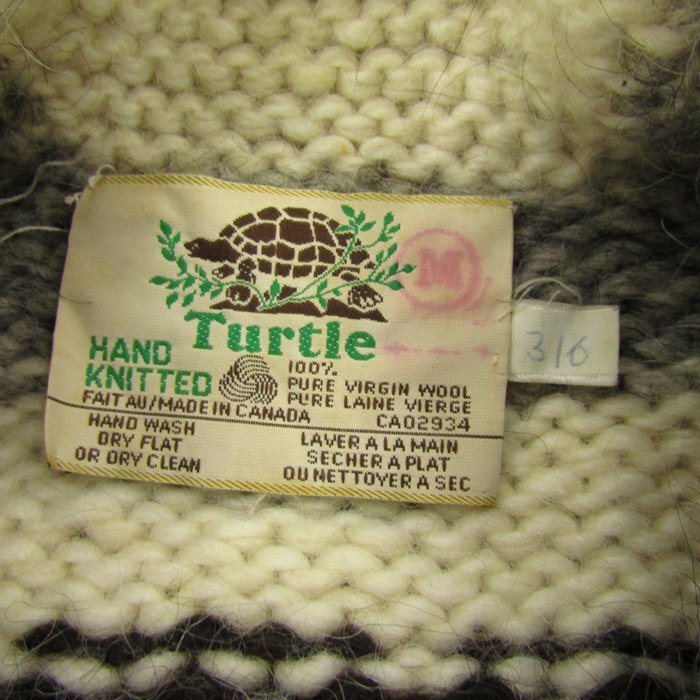 M
Turtle
HAND
KNITTED
100%
PURE VIRGIN WOOL
PURE LAINE VIERGE
FAIT AU/MADE IN CANADA
CA02934
HAND WASH
DRY FLAT
OR DRY CLEAN
LAVER A LA MAIN
SECHER A PLAT
OU NETTOYER A SEC
316